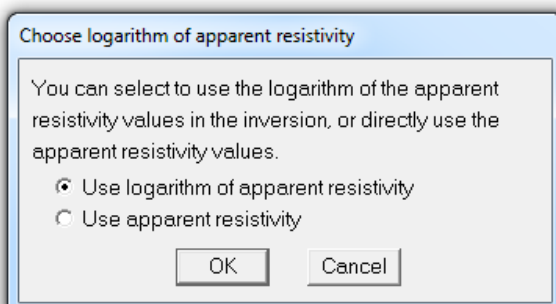 Choose logarithm of apparent resistivity
You can select to use the logarithm of the apparent
resistivity values in the inversion, or directly use the
apparent resistivity values.
Use logarithm of apparent resistivity
Use apparent resistivity
OK Cancel